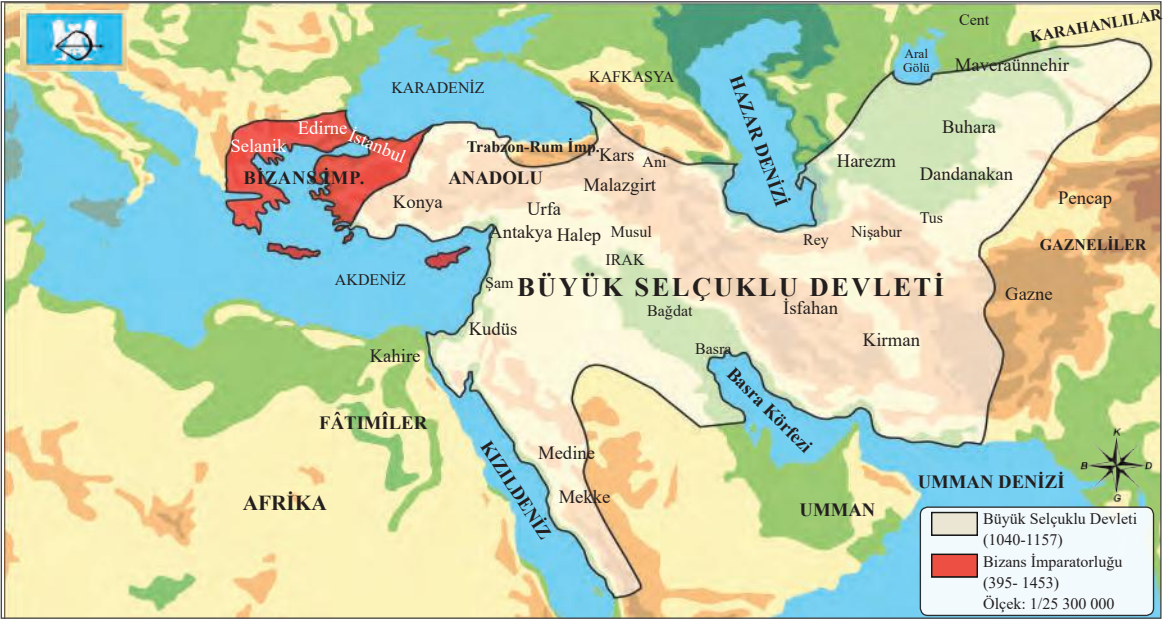 Cent
KARAHANLILAR
Aral
Gölü
Maveraünnehir
KAFKASYA
KARADENİZ
HAZAR DENİZİ
Edirne
İstanbul
Selanik
Buhara
Trabzon-Rum İmp.
Kars
Ani
Harezm
BİZANS İMP.
ANADOLU
Malazgirt
Dandanakan
Konya
Urfa
Pencap
Tus
Antakya
Halep
Musul
Rey
Nişabur
GAZNELİLER
IRAK
AKDENİZ
Şam
BÜYÜK SELÇUKLU DEVLETİ
Gazne
Bağdat
İsfahan
Kudüs
Kirman
Kahire
Basra
Basra Körfezi
FÂTIMÎLER
KIZILDENİZ
Medine
Mekke
AFRİKA
UMMAN
UMMAN DENİZİ
K
B
D
G
Büyük Selçuklu Devleti
(1040-1157)
Bizans İmparatorluğu
(395- 1453)
Ölçek: 1/25 300 000